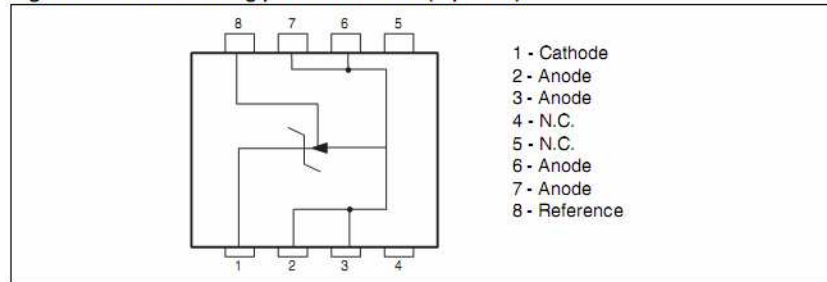 8 7 6 5
1 - Cathode
2 - Anode
3 - Anode
4 - N.C.
5 - N.C.
6 - Anode
7 - Anode
8 - Reference
1 2 3 4